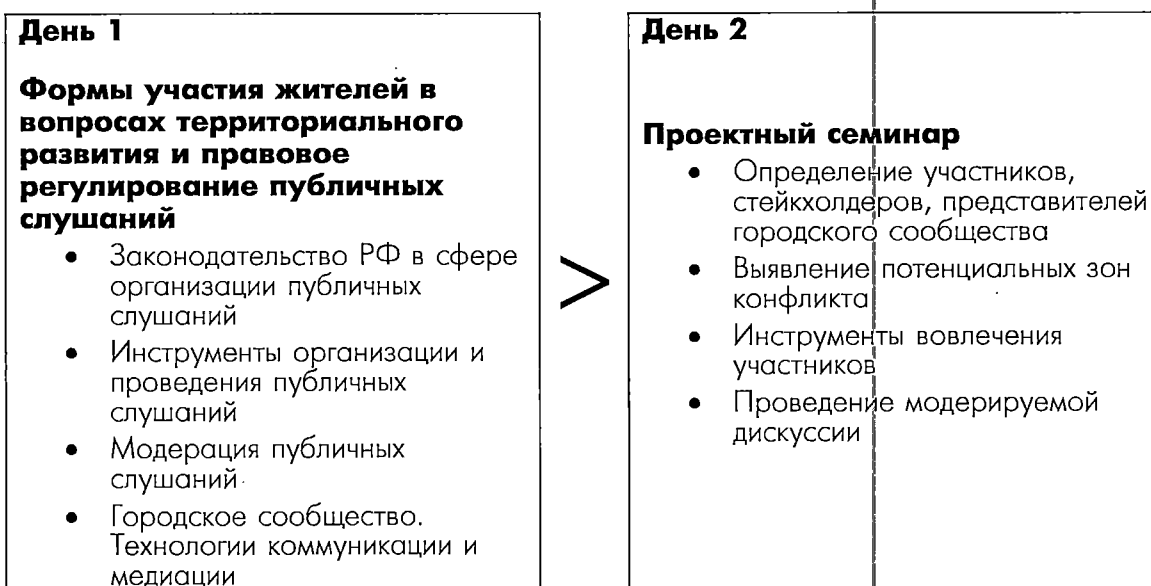 День 1
Формы участия жителей в
вопросах территориального
развития и правовое
регулирование публичных
слушаний
• Законодательство РФ в сфере
организации публичных
слушаний
• Инструменты организации и
проведения публичных
слушаний
• Модерация публичных
слушаний
• Городское сообщество.
Технологии коммуникации и
медиации
>
День 2
Проектный семинар
• Определение участников,
стейкхолдеров, представителей
городского сообщества
• Выявление потенциальных зон
конфликта
• Инструменты вовлечения
участников
• Проведение модерируемой
дискуссии